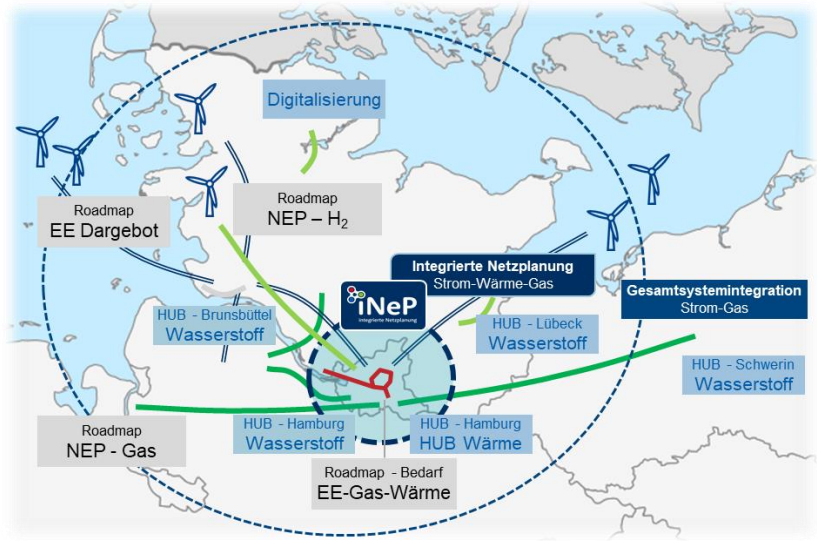 Digitalisierung
Roadmap
EE Dargebot
Roadmap
NEP – H₂
Integrierte Netzplanung
Strom-Wärme-Gas
iNeP
integrierte Netzplanung
Gesamtsystemintegration
Strom-Gas
HUB - Brunsbüttel
Wasserstoff
HUB - Lübeck
Wasserstoff
HUB - Schwerin
Wasserstoff
Roadmap
NEP - Gas
HUB - Hamburg
Wasserstoff
HUB - Hamburg
HUB Wärme
Roadmap - Bedarf
EE-Gas-Wärme